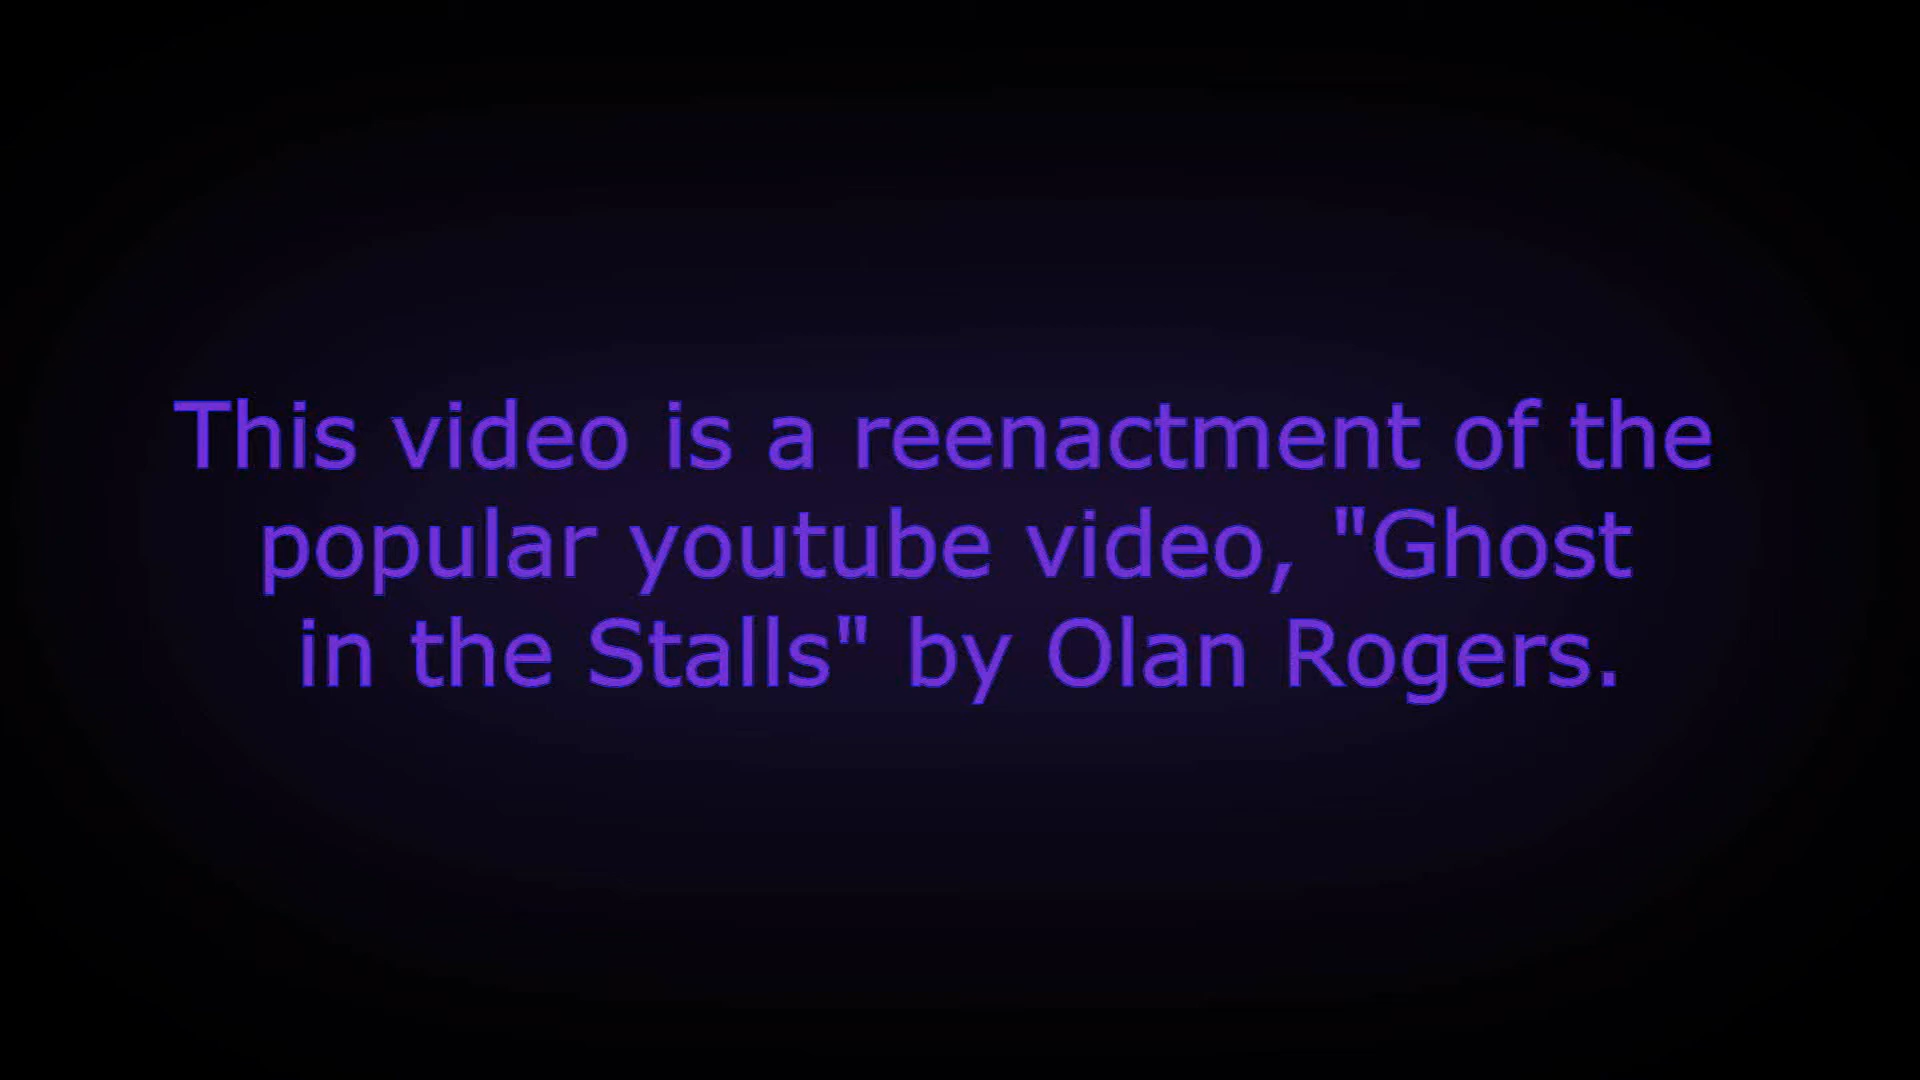 This video is a reenactment of the
popular youtube video, "Ghost
in the Stalls" by Olan Rogers.